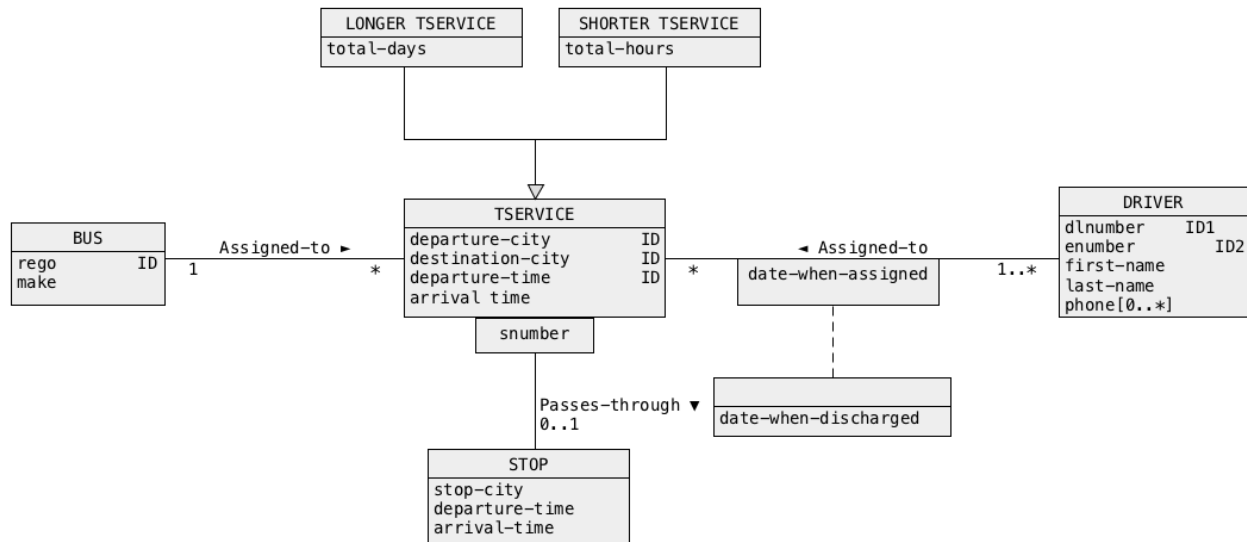 LONGER TSERVICE
total-days
SHORTER TSERVICE
total-hours
BUS
rego ID
make
Assigned-to ►
1
*
TSERVICE
departure-city ID
destination-city ID
departure-time ID
arrival time
snumber
◄ Assigned-to
*
1..*
date-when-assigned
DRIVER
dlnumber ID1
enumber ID2
first-name
last-name
phone[0..*]
Passes-through ▼
0..1
date-when-discharged
STOP
stop-city
departure-time
arrival-time